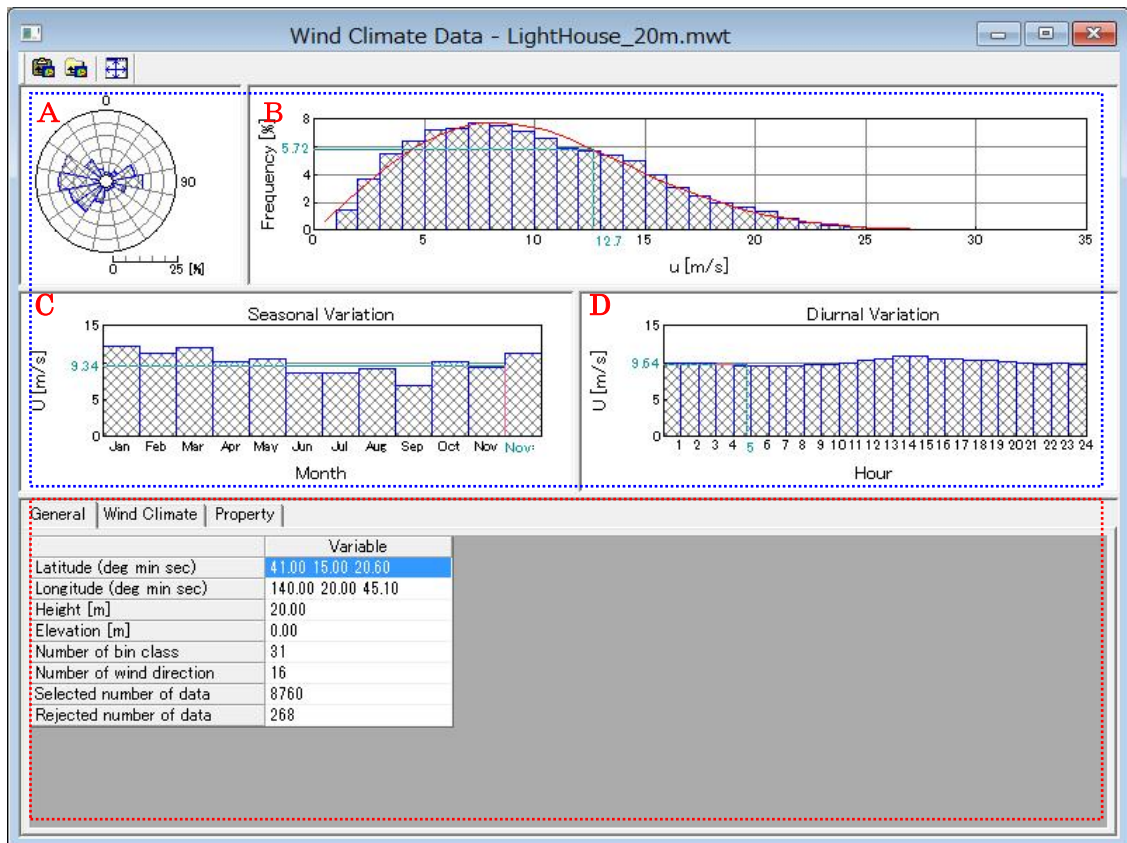 Wind Climate Data - LightHouse_20m.mwt
A
0
90
0 25 [%]
B
Frequency [%]
8
5.72
4
2
0
0 5 10 12.7 15 20 25 30 35
u [m/s]
C
Seasonal Variation
U [m/s]
15
9.34
5
0
Jan Feb Mar Apr May Jun Jul Aug Sep Oct Nov Nov:
Month
D
Diurnal Variation
U [m/s]
15
9.64
5
0
1 2 3 4 5 6 7 8 9 10 11 12 13 14 15 16 17 18 19 20 21 22 23 24
Hour
General Wind Climate Property
Variable
Latitude (deg min sec) 41.00 15.00 20.60
Longitude (deg min sec) 140.00 20.00 45.10
Height [m] 20.00
Elevation [m] 0.00
Number of bin class 31
Number of wind direction 16
Selected number of data 8760
Rejected number of data 268